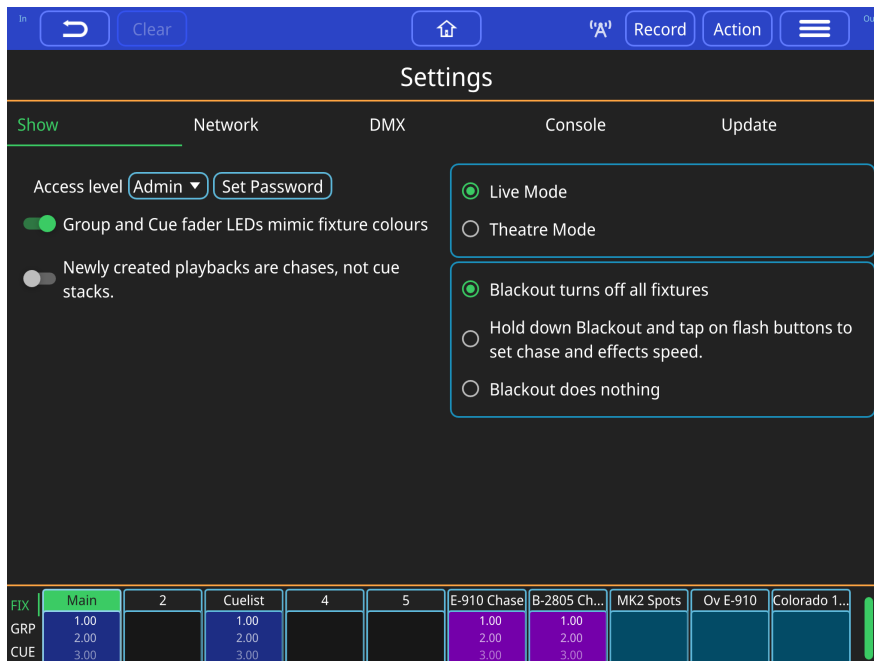 In
Clear
Record
Action
Settings
Show
Network
DMX
Console
Update
Access level
Admin
Set Password
Group and Cue fader LEDs mimic fixture colours
Newly created playbacks are chases, not cue
stacks.
Live Mode
Theatre Mode
Blackout turns off all fixtures
Hold down Blackout and tap on flash buttons to
set chase and effects speed.
Blackout does nothing
FIX
GRP
CUE
Main
1.00
2.00
3.00
2
Cuelist
1.00
2.00
3.00
4
5
E-910 Chase
1.00
2.00
3.00
B-2805 Ch...
1.00
2.00
3.00
MK2 Spots
Ov E-910
Colorado 1...